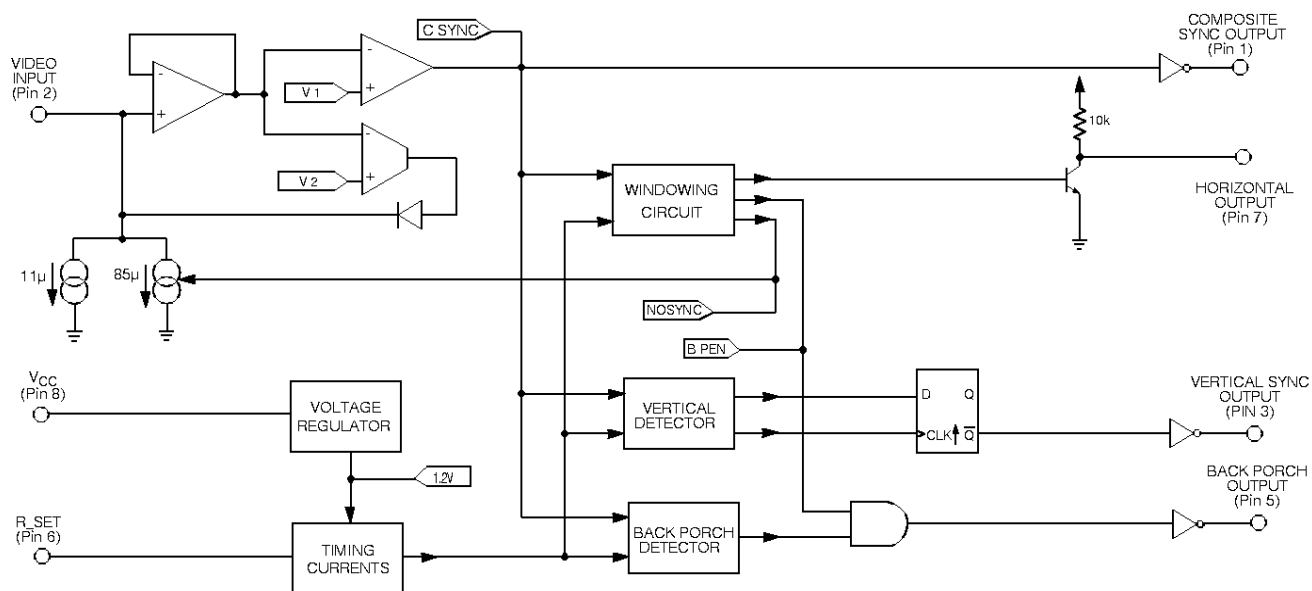 C SYNC
COMPOSITE
SYNC OUTPUT
(Pin 1)
VIDEO
INPUT
(Pin 2)
-
+
-
+
V 1
10k
-
+
V 2
WINDOWING
CIRCUIT
HORIZONTAL
OUTPUT
(Pin 7)
11µ
85µ
NOSYNC
B PEN
VCC
(Pin 8)
VOLTAGE
REGULATOR
VERTICAL
DETECTOR
D Q
CLK Q̅
VERTICAL SYNC
OUTPUT
(PIN 3)
1.2V
BACK PORCH
OUTPUT
(Pin 5)
R_SET
(Pin 6)
TIMING
CURRENTS
BACK PORCH
DETECTOR